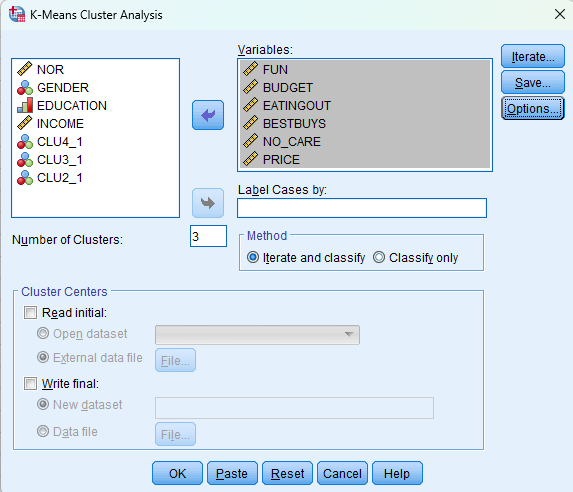 K-Means Cluster Analysis
NOR
GENDER
EDUCATION
INCOME
CLU4_1
CLU3_1
CLU2_1
Variables:
FUN
BUDGET
EATINGOUT
BESTBUYS
NO_CARE
PRICE
Iterate...
Save...
Options...
Label Cases by:
Number of Clusters: 3
Method
Iterate and classify Classify only
Cluster Centers
Read initial:
Open dataset
External data file File...
Write final:
New dataset
Data file File...
OK Paste Reset Cancel Help